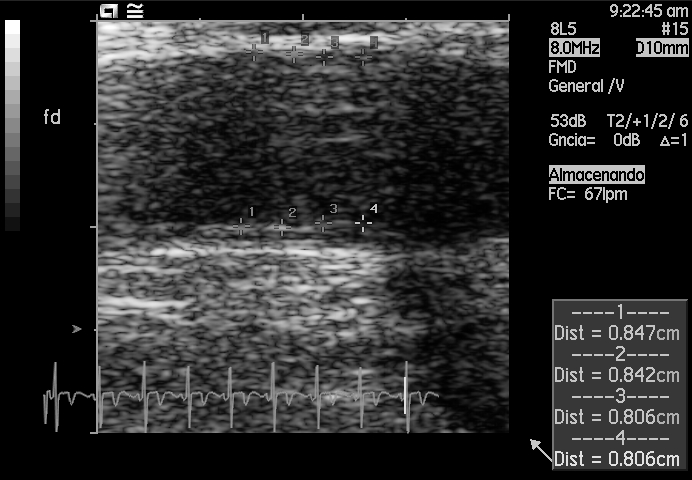 9:22:45 am
8L5 #15
8.0MHz D10mm
FMD
General /V
fd
53dB T2/+1/2/ 6
Gncia= 0dB Δ=1
Almacenando
FC= 67lpm
1 2 3
1 2 3 4
----1----
Dist = 0.847cm
----2----
Dist = 0.842cm
----3----
Dist = 0.806cm
----4----
Dist = 0.806cm